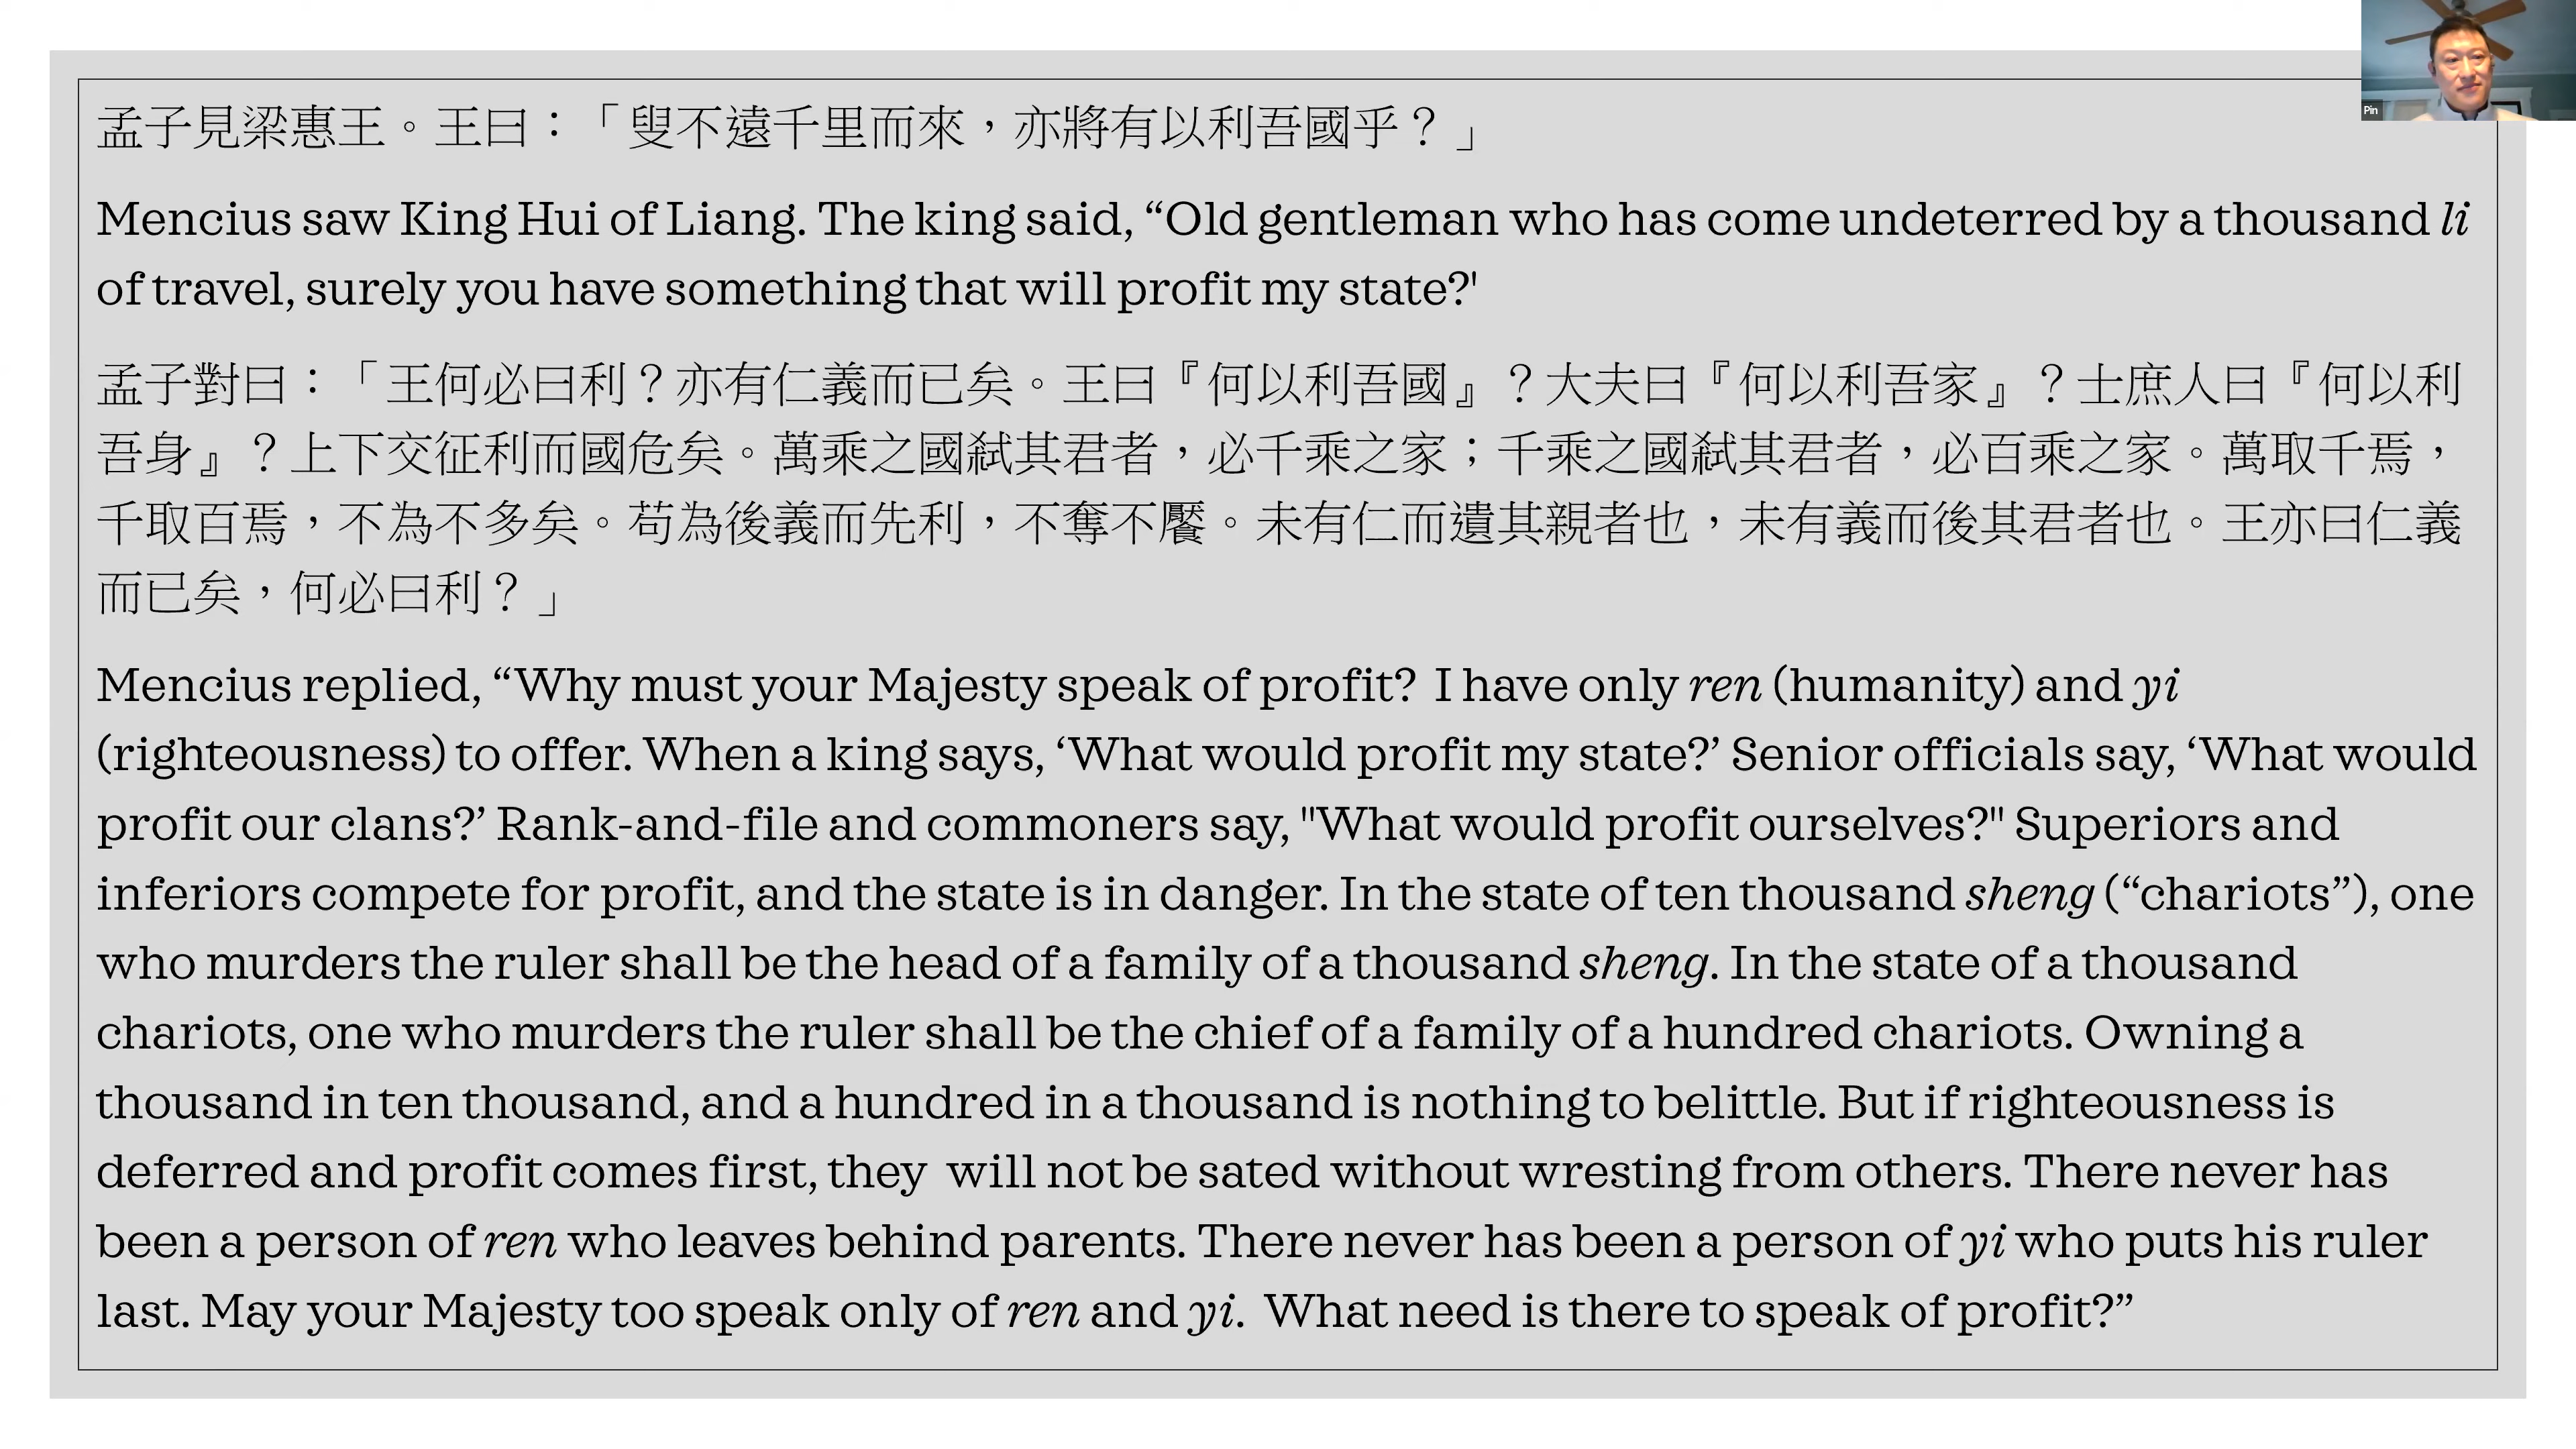 孟子見梁惠王。王曰：「叟不遠千里而來，亦將有以利吾國乎？」
Mencius saw King Hui of Liang. The king said, “Old gentleman who has come undeterred by a thousand li
of travel, surely you have something that will profit my state?'
孟子對曰：「王何必曰利？亦有仁義而已矣。王曰『何以利吾國』？大夫曰『何以利吾家』？士庶人曰『何以利
吾身』？上下交征利而國危矣。萬乘之國弒其君者，必千乘之家；千乘之國弒其君者，必百乘之家。萬取千焉，
千取百焉，不為不多矣。苟為後義而先利，不奪不饜。未有仁而遺其親者也，未有義而後其君者也。王亦曰仁義
而已矣，何必曰利？」
Mencius replied, “Why must your Majesty speak of profit?  I have only ren (humanity) and yi
(righteousness) to offer. When a king says, ‘What would profit my state?’ Senior officials say, ‘What would
profit our clans?’ Rank-and-file and commoners say, "What would profit ourselves?" Superiors and
inferiors compete for profit, and the state is in danger. In the state of ten thousand sheng (“chariots”), one
who murders the ruler shall be the head of a family of a thousand sheng. In the state of a thousand
chariots, one who murders the ruler shall be the chief of a family of a hundred chariots. Owning a
thousand in ten thousand, and a hundred in a thousand is nothing to belittle. But if righteousness is
deferred and profit comes first, they  will not be sated without wresting from others. There never has
been a person of ren who leaves behind parents. There never has been a person of yi who puts his ruler
last. May your Majesty too speak only of ren and yi.  What need is there to speak of profit?”
Pin